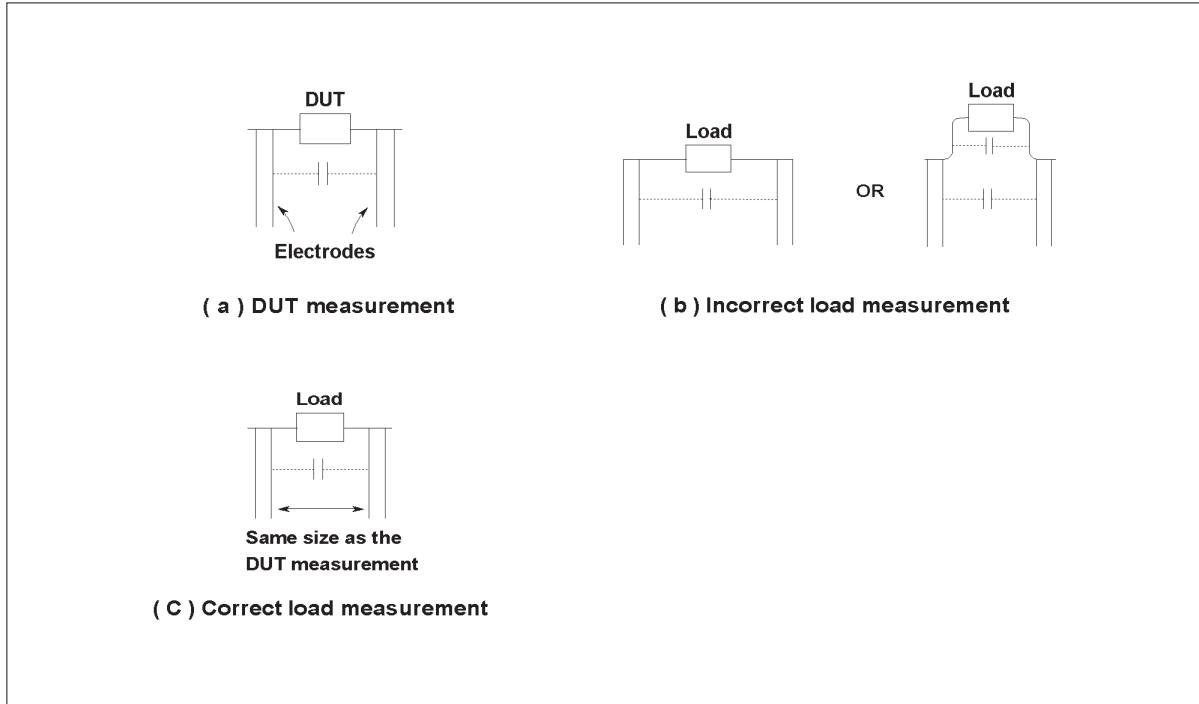 DUT
Electrodes
( a ) DUT measurement
Load
OR
Load
( b ) Incorrect load measurement
Load
Same size as the
DUT measurement
( C ) Correct load measurement